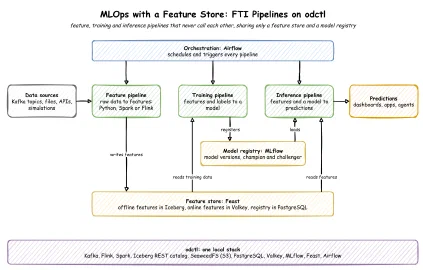 MLOps with a Feature Store: FTI Pipelines on odctl
feature, training and inference pipelines that never call each other, sharing only a feature store and a model registry
Orchestration: Airflow
schedules and triggers every pipeline
Data sources
Kafka topics, files, APIs,
simulations
Feature pipeline
raw data to features:
Python, Spark or Flink
Training pipeline
features and labels to a
model
Inference pipeline
features and a model to
predictions
Predictions
dashboards, apps, agents
registers
loads
Model registry: MLflow
model versions, champion and challenger
writes features
reads training data
reads features
Feature store: Feast
offline features in Iceberg, online features in Valkey, registry in PostgreSQL
odctl: one local stack
Kafka, Flink, Spark, Iceberg REST catalog, SeaweedFS (S3), PostgreSQL, Valkey, MLflow, Feast, Airflow